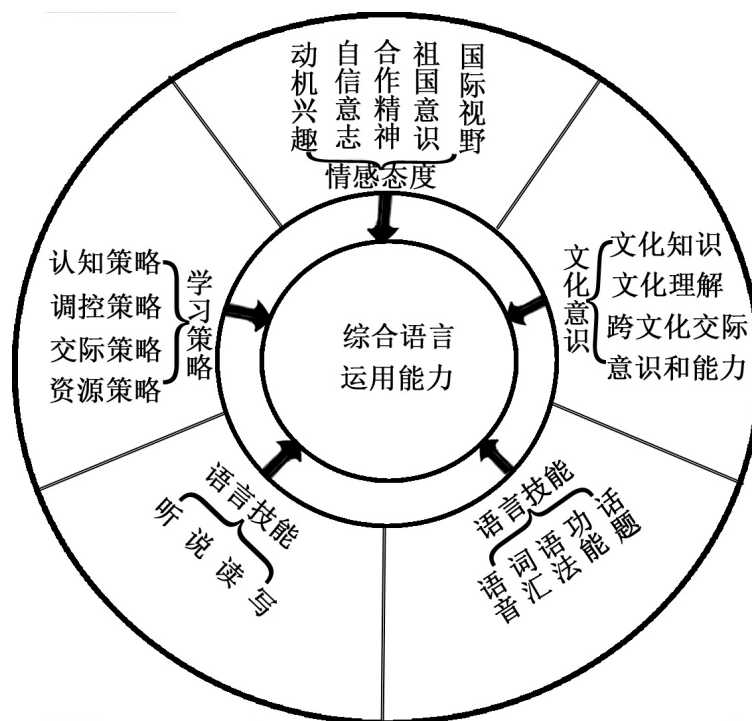 动机兴趣
自信意志
合作精神
祖国意识
国际视野
情感态度
认知策略
调控策略
交际策略
资源策略
学习策略
文化意识
文化知识
文化理解
跨文化交际
意识和能力
综合语言
运用能力
语言技能
听说读写
语言技能
语音
词汇
语法
功能
话题